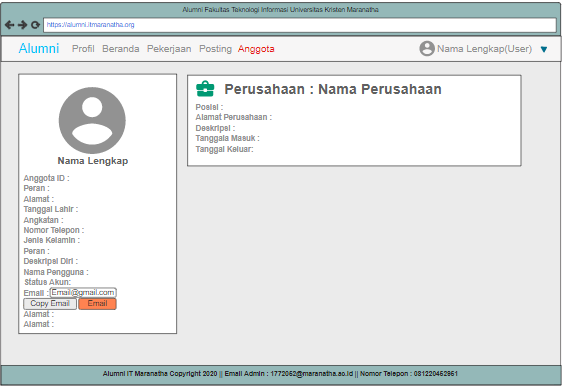 Alumni Fakultas Teknologi Informasi Universitas Kristen Maranatha
https://alumni.itmaranatha.org
Alumni Profil Beranda Pekerjaan Posting Anggota Nama Lengkap(User)
Nama Lengkap
Anggota ID :
Peran :
Alamat :
Tanggal Lahir :
Angkatan :
Nomor Telepon :
Jenis Kelamin :
Peran :
Deskripsi Diri :
Nama Pengguna :
Status Akun:
Email : Email@gmail.com
Copy Email Email
Alamat :
Alamat :
Perusahaan : Nama Perusahaan
Posisi :
Alamat Perusahaan :
Deskripsi :
Tanggala Masuk :
Tanggal Keluar:
Alumni IT Maranatha Copyright 2020 || Email Admin : 1772052@maranatha.ac.id || Nomor Telepon : 081220462861